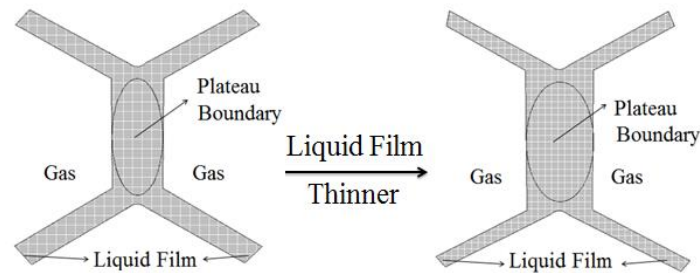 Plateau
Boundary
Gas
Gas
Liquid Film
Liquid Film
Thinner
Plateau
Boundary
Gas
Gas
Liquid Film